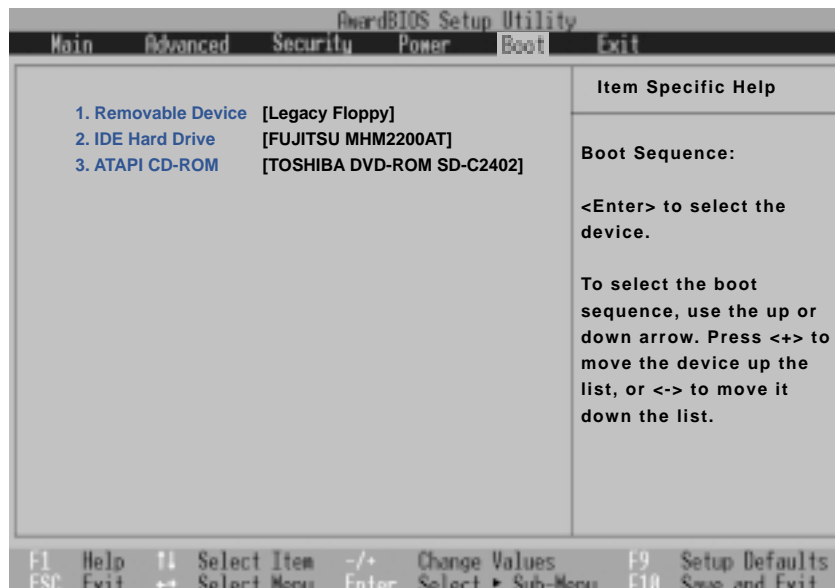 AwardBIOS Setup Utility
Main Advanced Security Power Boot Exit
Item Specific Help
1. Removable Device [Legacy Floppy]
2. IDE Hard Drive [FUJITSU MHM2200AT]
3. ATAPI CD-ROM [TOSHIBA DVD-ROM SD-C2402]
Boot Sequence:
<Enter> to select the
device.
To select the boot
sequence, use the up or
down arrow. Press <+> to
move the device up the
list, or <-> to move it
down the list.
F1 Help ↑↓ Select Item -/+ Change Values F9 Setup Defaults
ESC Exit ←→ Select Menu Enter Select ▸ Sub-Menu F10 Save and Exit